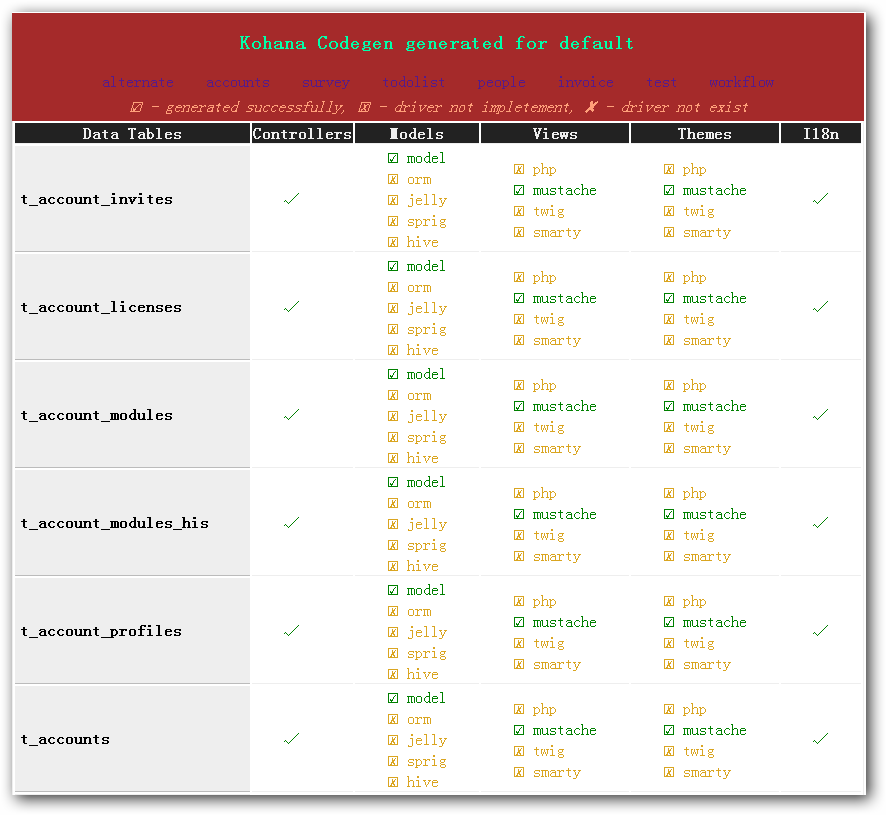 Kohana Codegen generated for default
alternate accounts survey todolist people invoice test workflow
☑ - generated successfully, ☒ - driver not impletement, ✘ - driver not exist
Data Tables Controllers Models Views Themes I18n
t_account_invites ✓ ☑ model ☒ orm ☒ jelly ☒ sprig ☒ hive ☒ php ☑ mustache ☒ twig ☒ smarty ☒ php ☑ mustache ☒ twig ☒ smarty ✓
t_account_licenses ✓ ☑ model ☒ orm ☒ jelly ☒ sprig ☒ hive ☒ php ☑ mustache ☒ twig ☒ smarty ☒ php ☑ mustache ☒ twig ☒ smarty ✓
t_account_modules ✓ ☑ model ☒ orm ☒ jelly ☒ sprig ☒ hive ☒ php ☑ mustache ☒ twig ☒ smarty ☒ php ☑ mustache ☒ twig ☒ smarty ✓
t_account_modules_his ✓ ☑ model ☒ orm ☒ jelly ☒ sprig ☒ hive ☒ php ☑ mustache ☒ twig ☒ smarty ☒ php ☑ mustache ☒ twig ☒ smarty ✓
t_account_profiles ✓ ☑ model ☒ orm ☒ jelly ☒ sprig ☒ hive ☒ php ☑ mustache ☒ twig ☒ smarty ☒ php ☑ mustache ☒ twig ☒ smarty ✓
t_accounts ✓ ☑ model ☒ orm ☒ jelly ☒ sprig ☒ hive ☒ php ☑ mustache ☒ twig ☒ smarty ☒ php ☑ mustache ☒ twig ☒ smarty ✓